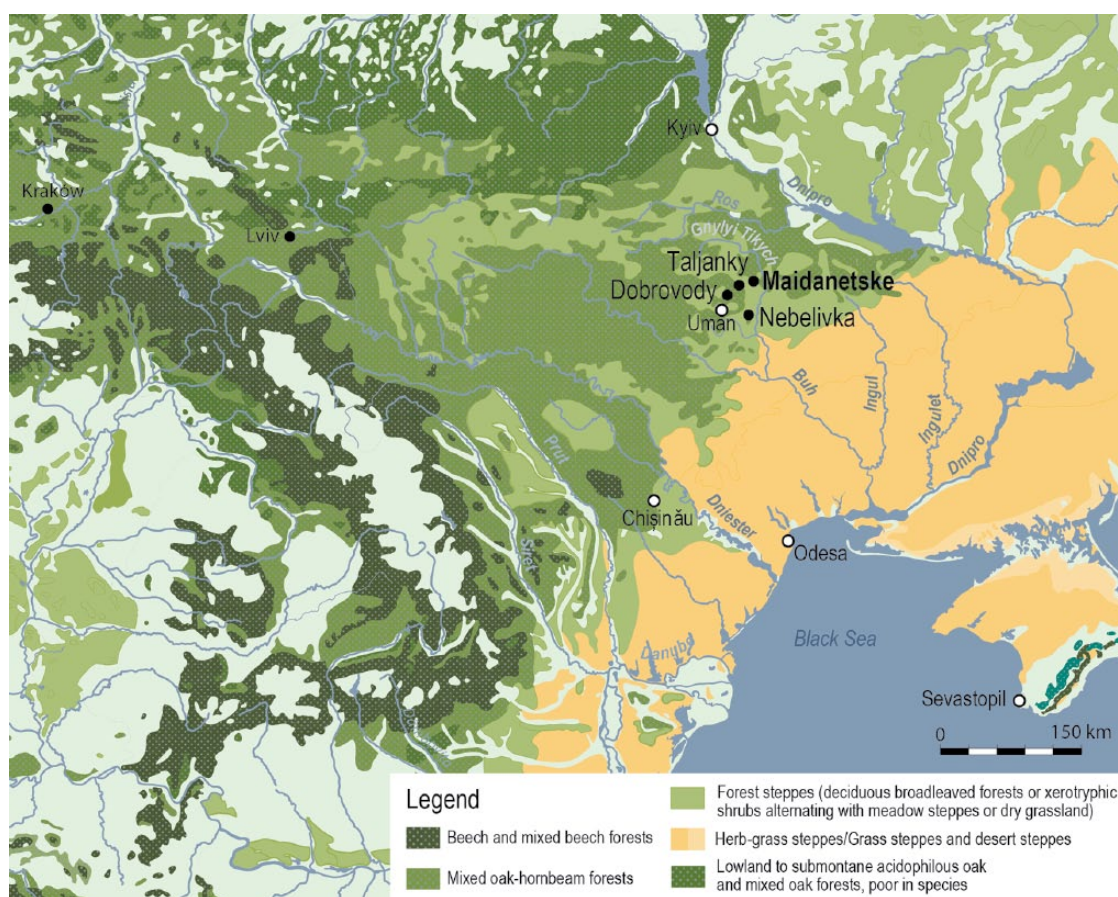 Kyiv
Kraków
Lviv
Ros
Dnipro
Gnylyi Tikych
Taljanky
Maidanetske
Dobrovody
Uman
Nebelivka
Buh
Ingul
Ingulet
Dnipro
Prut
Chișinău
Dniester
Odesa
Siret
Black Sea
Danube
Sevastopil
0 150 km
Legend
Beech and mixed beech forests
Mixed oak-hornbeam forests
Forest steppes (deciduous broadleaved forests or xerotryphic
shrubs alternating with meadow steppes or dry grassland)
Herb-grass steppes/Grass steppes and desert steppes
Lowland to submontane acidophilous oak
and mixed oak forests, poor in species